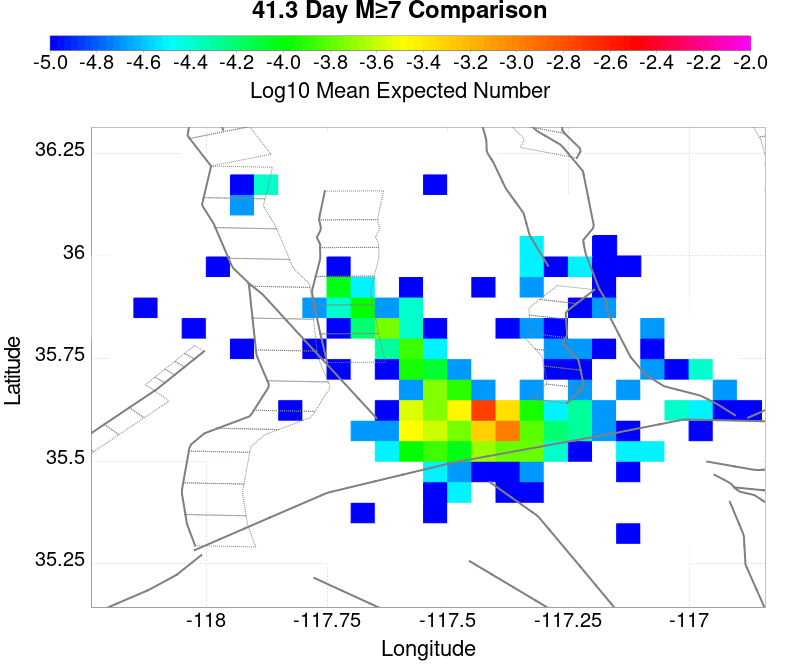 41.3 Day M≥7 Comparison
-5.0 -4.8 -4.6 -4.4 -4.2 -4.0 -3.8 -3.6 -3.4 -3.2 -3.0 -2.8 -2.6 -2.4 -2.2 -2.0
Log10 Mean Expected Number
36.25
36
35.75
35.5
35.25
Latitude
-118 -117.75 -117.5 -117.25 -117
Longitude